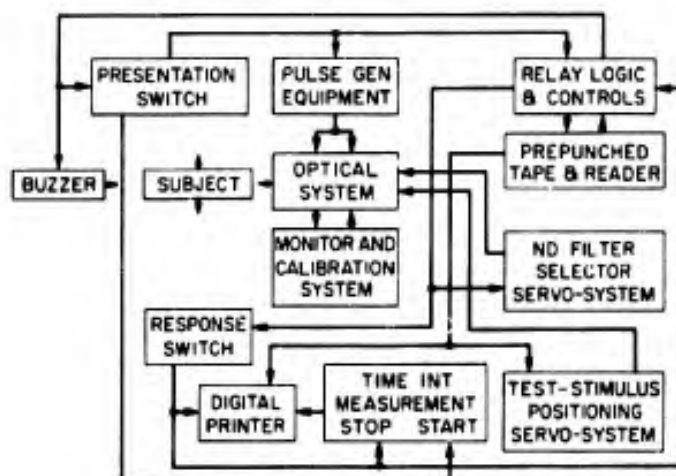 PRESENTATION
SWITCH
PULSE GEN
EQUIPMENT
RELAY LOGIC
& CONTROLS
BUZZER
SUBJECT
OPTICAL
SYSTEM
PREPUNCHED
TAPE & READER
MONITOR AND
CALIBRATION
SYSTEM
ND FILTER
SELECTOR
SERVO-SYSTEM
RESPONSE
SWITCH
DIGITAL
PRINTER
TIME INT
MEASUREMENT
STOP START
TEST-STIMULUS
POSITIONING
SERVO-SYSTEM